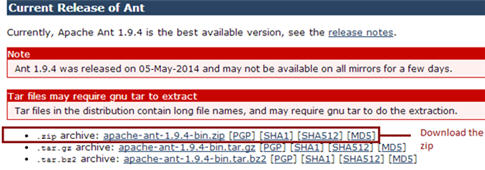 Current Release of Ant
Currently, Apache Ant 1.9.4 is the best available version, see the release notes.
Note
Ant 1.9.4 was released on 05-May-2014 and may not be available on all mirrors for a few days.
Tar files may require gnu tar to extract
Tar files in the distribution contain long file names, and may require gnu tar to do the extraction.
• .zip archive: apache-ant-1.9.4-bin.zip [PGP] [SHA1] [SHA512] [MD5]
• .tar.gz archive: apache-ant-1.9.4-bin.tar.gz [PGP] [SHA1] [SHA512] [MD5]
• .tar.bz2 archive: apache-ant-1.9.4-bin.tar.bz2 [PGP] [SHA1] [SHA512] [MD5]
Download the
zip